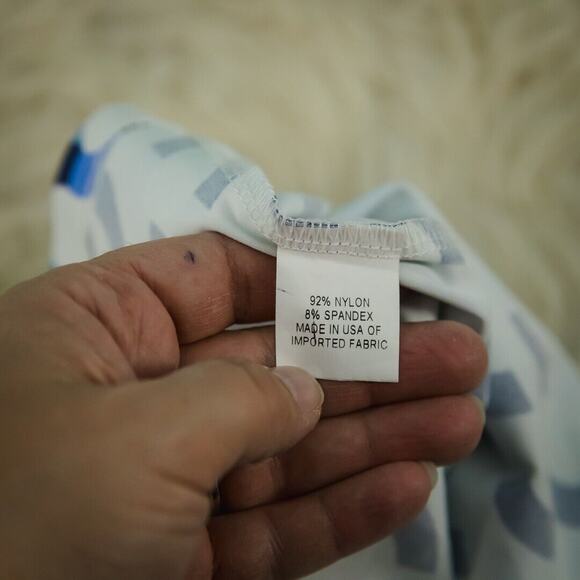 92% NYLON
8% SPANDEX
MADE IN USA OF
IMPORTED FABRIC